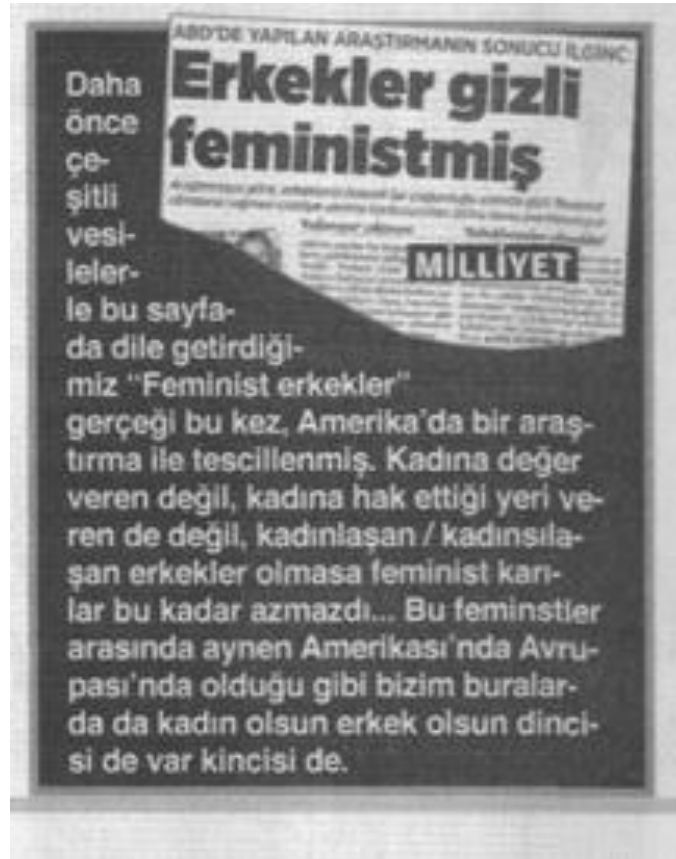 ABD'DE YAPILAN ARAŞTIRMANIN SONUCU İLGİNÇ:
Erkekler gizli
feministmiş
MİLLİYET
Daha
önce
çe-
şitli
vesi-
leler-
le bu sayfa-
da dile getirdiği-
miz “Feminist erkekler”
gerçeği bu kez, Amerika'da bir araş-
tırma ile tescillenmiş. Kadına değer
veren değil, kadına hak ettiği yeri ve-
ren de değil, kadınlaşan / kadınsıla-
şan erkekler olmasa feminist karı-
lar bu kadar azmazdı... Bu feminstler
arasında aynen Amerikası'nda Avru-
pası'nda olduğu gibi bizim buralar-
da da kadın olsun erkek olsun dinci-
si de var kincisi de.